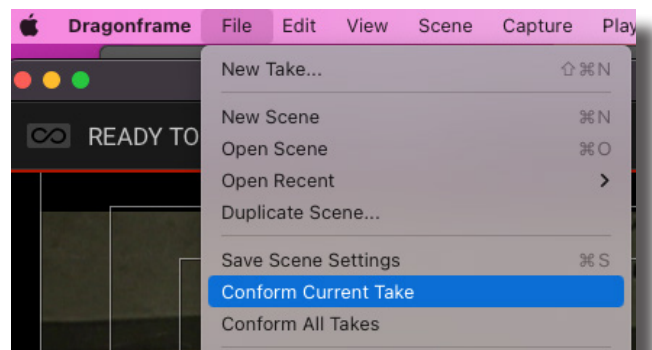 Dragonframe File Edit View Scene Capture Play
New Take... ⇧⌘N
READY TO
New Scene ⌘N
Open Scene ⌘O
Open Recent >
Duplicate Scene...
Save Scene Settings ⌘S
Conform Current Take
Conform All Takes